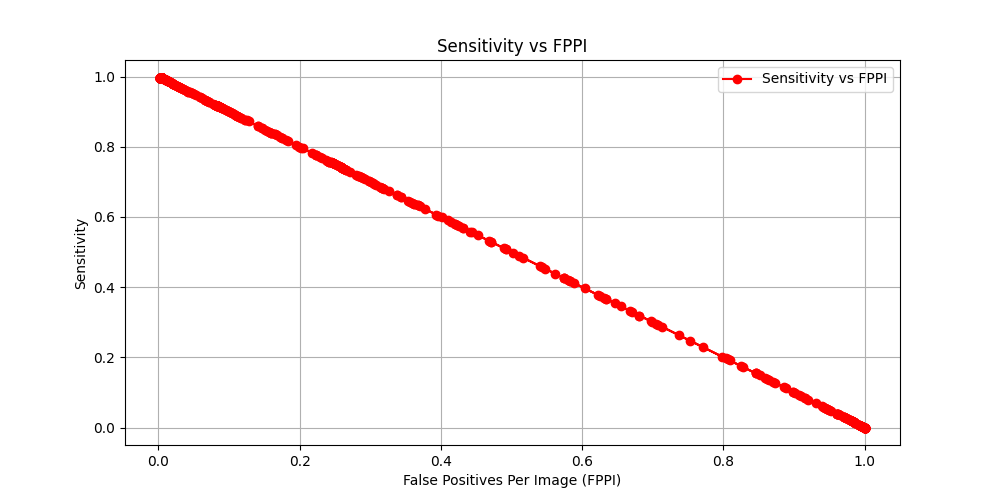 Sensitivity vs FPPI
Sensitivity vs FPPI
1.0
0.8
0.6
0.4
0.2
0.0
Sensitivity
0.0 0.2 0.4 0.6 0.8 1.0
False Positives Per Image (FPPI)